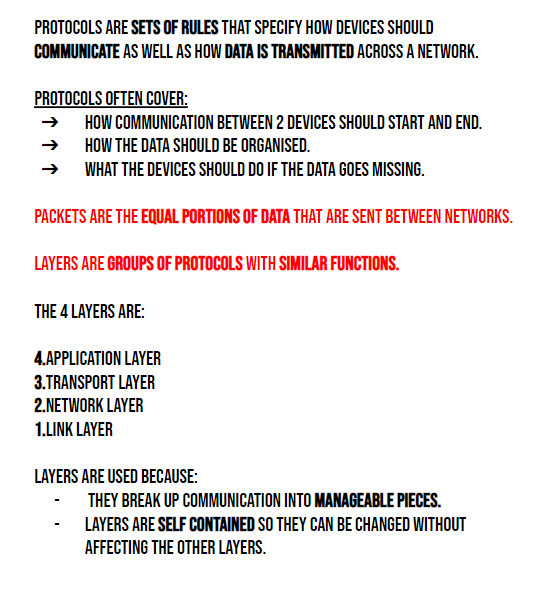 PROTOCOLS ARE SETS OF RULES THAT SPECIFY HOW DEVICES SHOULD
COMMUNICATE AS WELL AS HOW DATA IS TRANSMITTED ACROSS A NETWORK.
PROTOCOLS OFTEN COVER:
→ HOW COMMUNICATION BETWEEN 2 DEVICES SHOULD START AND END.
→ HOW THE DATA SHOULD BE ORGANISED.
→ WHAT THE DEVICES SHOULD DO IF THE DATA GOES MISSING.
PACKETS ARE THE EQUAL PORTIONS OF DATA THAT ARE SENT BETWEEN NETWORKS.
LAYERS ARE GROUPS OF PROTOCOLS WITH SIMILAR FUNCTIONS.
THE 4 LAYERS ARE:
4.APPLICATION LAYER
3.TRANSPORT LAYER
2.NETWORK LAYER
1.LINK LAYER
LAYERS ARE USED BECAUSE:
- THEY BREAK UP COMMUNICATION INTO MANAGEABLE PIECES.
- LAYERS ARE SELF CONTAINED SO THEY CAN BE CHANGED WITHOUT
AFFECTING THE OTHER LAYERS.